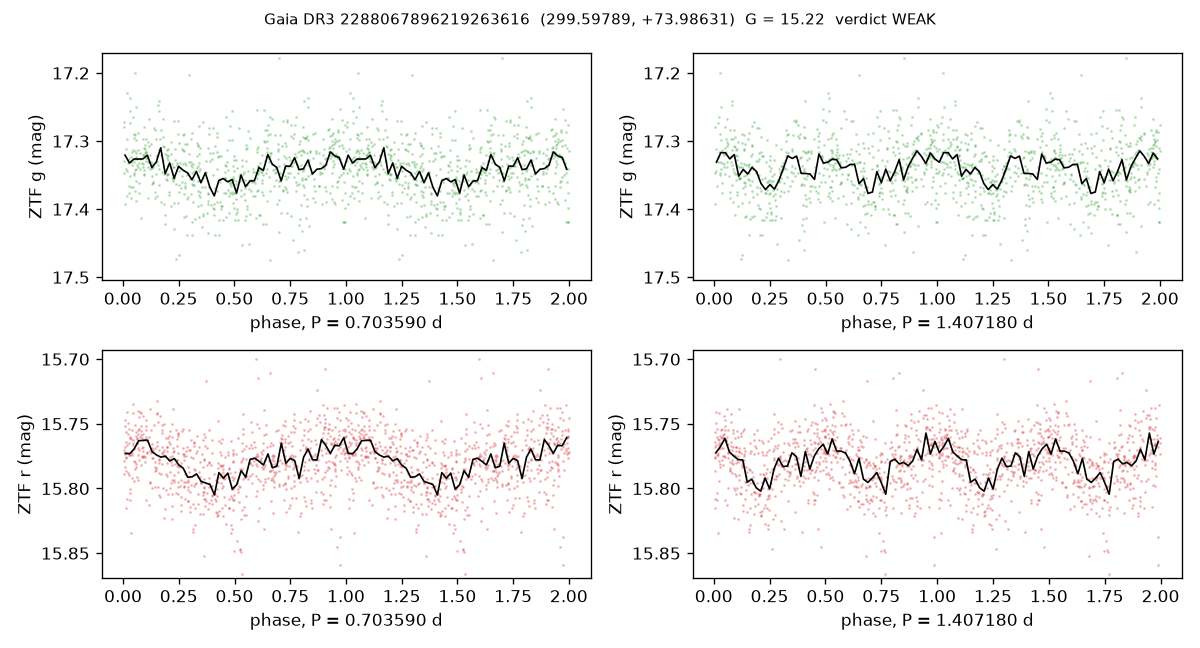 Gaia DR3 2288067896219263616  (299.59789, +73.98631)  G = 15.22  verdict WEAK
17.2
17.3
17.4
17.5
ZTF g (mag)
0.00 0.25 0.50 0.75 1.00 1.25 1.50 1.75 2.00
phase, P = 0.703590 d
17.2
17.3
17.4
17.5
ZTF g (mag)
0.00 0.25 0.50 0.75 1.00 1.25 1.50 1.75 2.00
phase, P = 1.407180 d
15.70
15.75
15.80
15.85
ZTF r (mag)
0.00 0.25 0.50 0.75 1.00 1.25 1.50 1.75 2.00
phase, P = 0.703590 d
15.70
15.75
15.80
15.85
ZTF r (mag)
0.00 0.25 0.50 0.75 1.00 1.25 1.50 1.75 2.00
phase, P = 1.407180 d